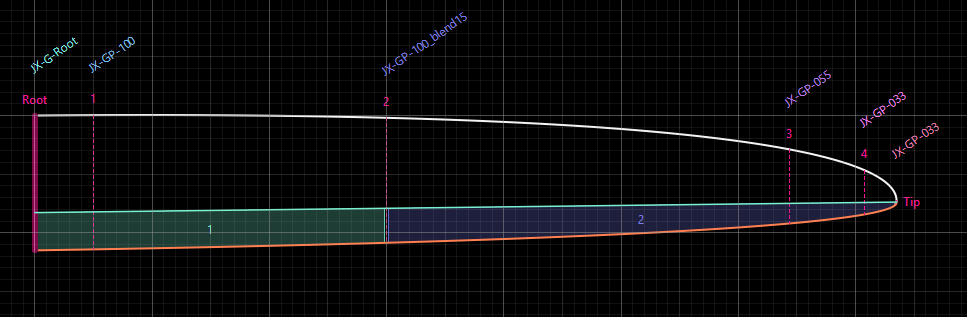 JX-G-Root
JX-GP-100
JX-GP-100_blend15
JX-GP-055
JX-GP-033
JX-GP-033
Root
1
2
3
4
Tip
1
2